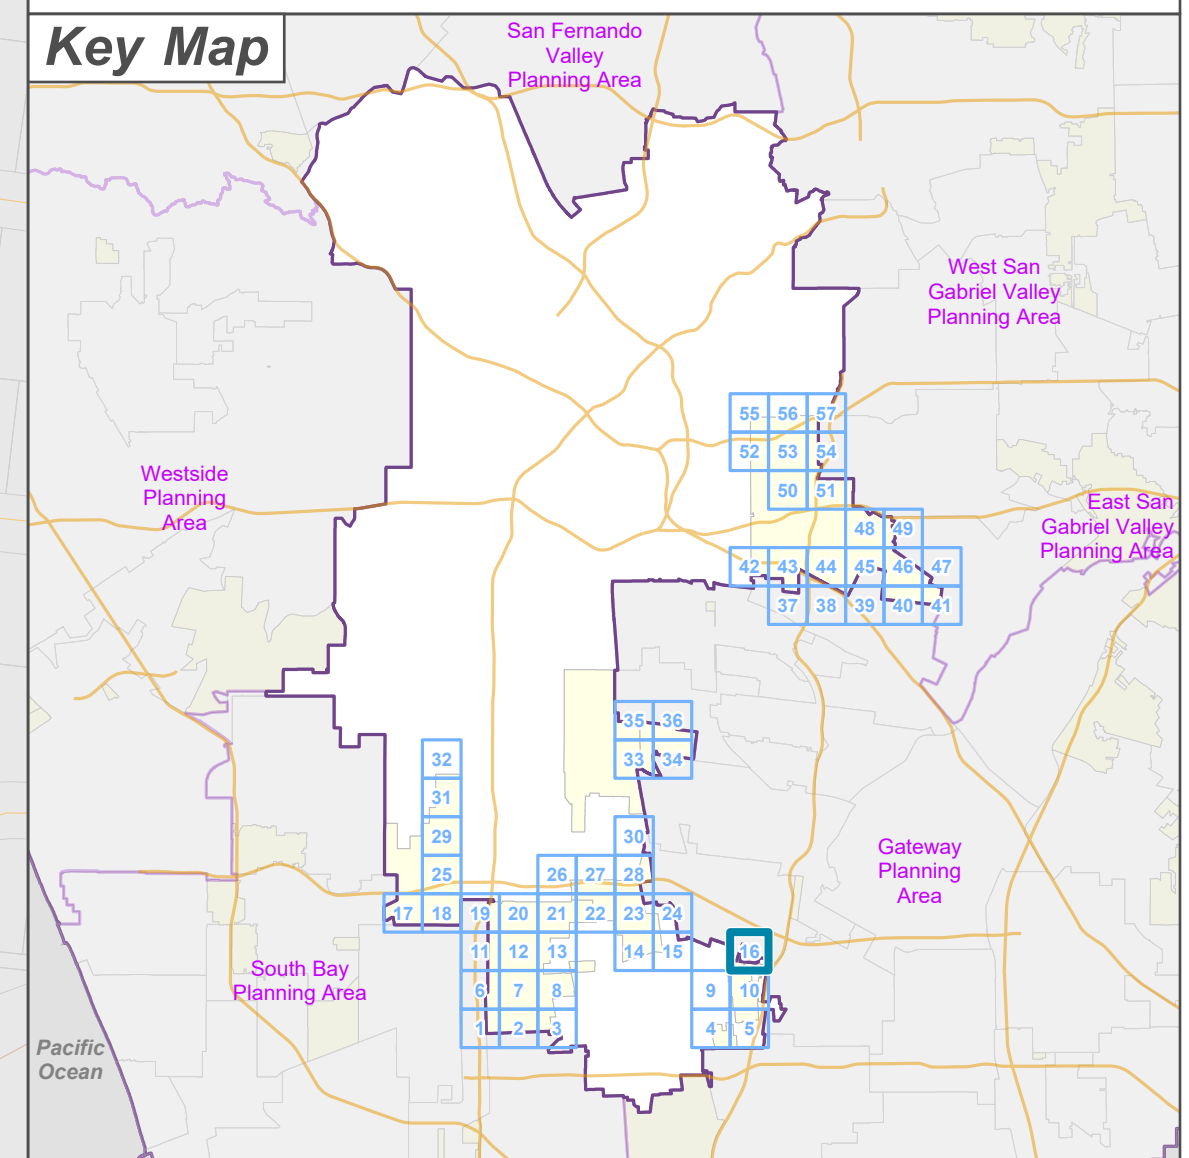 Key Map
San Fernando
Valley
Planning Area
West San
Gabriel Valley
Planning Area
55 56 57
52 53 54
Westside
Planning
Area
50 51
East San
Gabriel Valley
Planning Area
48 49
42 43 44 45 46 47
37 38 39 40 41
35 36
32 33 34
31
29 30
Gateway
Planning
Area
25 26 27 28
17 18 19 20 21 22 23 24
11 12 13 14 15 16
South Bay
Planning Area
6 7 8 9 10
1 2 3 4 5
Pacific
Ocean